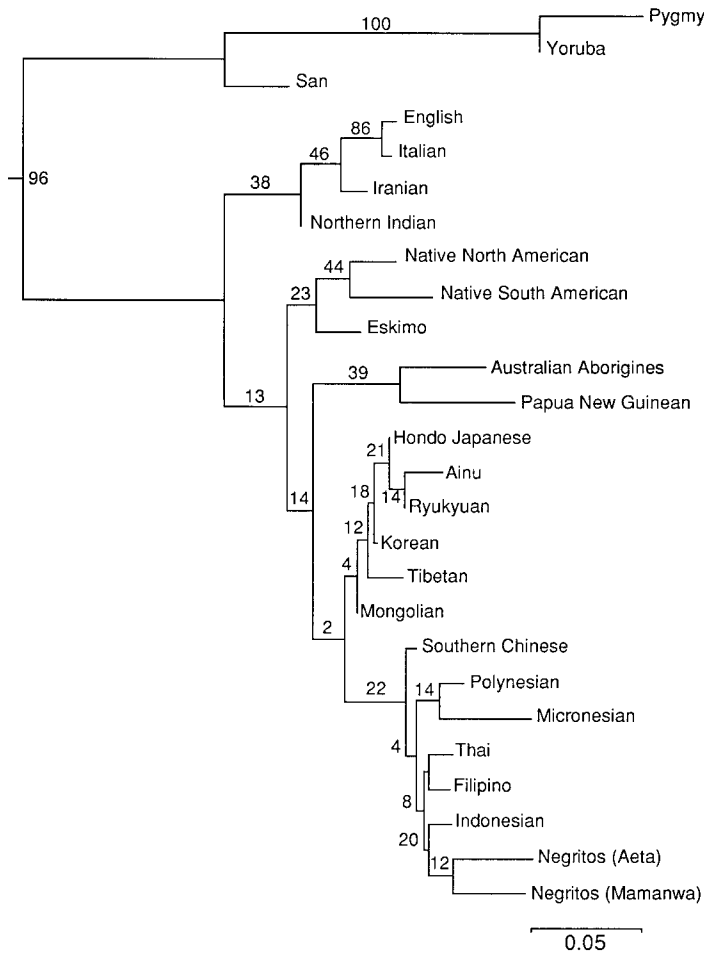 100
Pygmy
Yoruba
San
96
English
86
Italian
46
38
Iranian
Northern Indian
Native North American
44
23
Native South American
Eskimo
Australian Aborigines
39
13
Papua New Guinean
Hondo Japanese
21
Ainu
18
14
14
Ryukyuan
12
Korean
4
Tibetan
Mongolian
2
Southern Chinese
22
14
Polynesian
Micronesian
4
Thai
Filipino
8
Indonesian
20
12
Negritos (Aeta)
Negritos (Mamanwa)
0.05